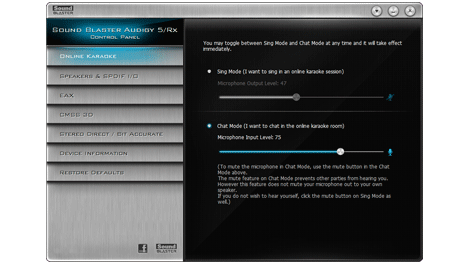 Sound
BLASTER
SOUND BLASTER AUDIGY 5/RX
CONTROL PANEL
ONLINE KARAOKE
SPEAKERS & SPDIF I/O
EAX
CMSS 3D
STEREO DIRECT / BIT ACCURATE
DEVICE INFORMATION
RESTORE DEFAULTS
Sound
BLASTER
You may toggle between Sing Mode and Chat Mode at any time and it will take effect
immediately.
Sing Mode (I want to sing in an online karaoke session)
Microphone Output Level: 47
Chat Mode (I want to chat in the online karaoke room)
Microphone Input Level: 75
(To mute the microphone in Chat Mode, use the mute button in the Chat
Mode above.
The mute feature on Chat Mode prevents other parties from hearing you.
However this feature does not mute your microphone out to your own
speaker.
If you do not wish to hear yourself, click the mute button on Sing Mode as
well.)